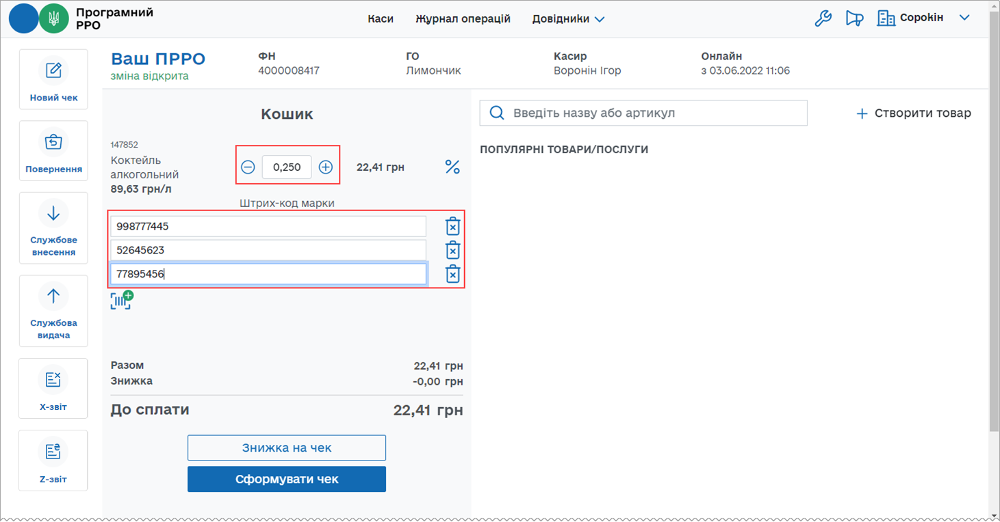 Програмний
РРО
Каси
Журнал операцій
Довідники
Сорокін
Новий чек
Повернення
Службове
внесення
Службова
видача
X-звіт
Z-звіт
Ваш ПРРО
зміна відкрита
ФН
4000008417
ГО
Лимончик
Касир
Воронін Ігор
Онлайн
з 03.06.2022 11:06
Кошик
147852
Коктейль
алкогольний
89,63 грн/л
0,250
22,41 грн
Штрих-код марки
998777445
52645623
77895456
Разом
22,41 грн
Знижка
-0,00 грн
До сплати
22,41 грн
Знижка на чек
Сформувати чек
Введіть назву або артикул
Створити товар
ПОПУЛЯРНІ ТОВАРИ/ПОСЛУГИ